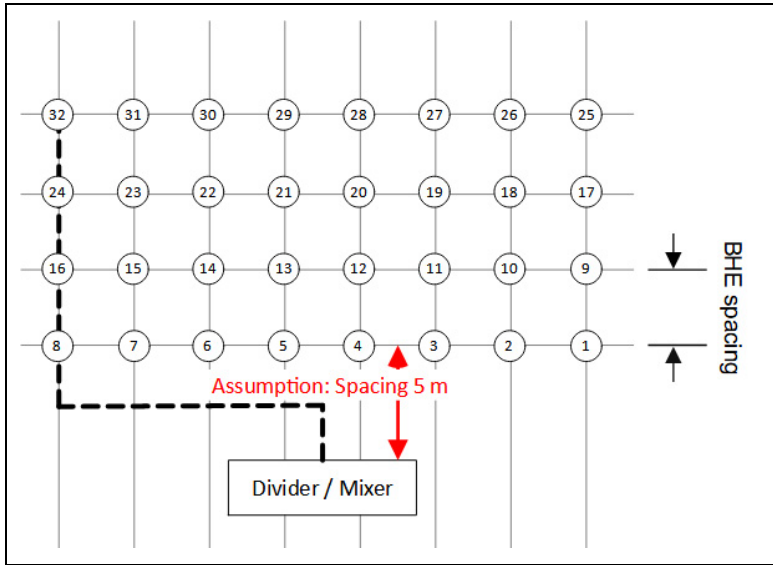 32 31 30 29 28 27 26 25
24 23 22 21 20 19 18 17
16 15 14 13 12 11 10 9
BHE spacing
8 7 6 5 4 3 2 1
Assumption: Spacing 5 m
Divider / Mixer